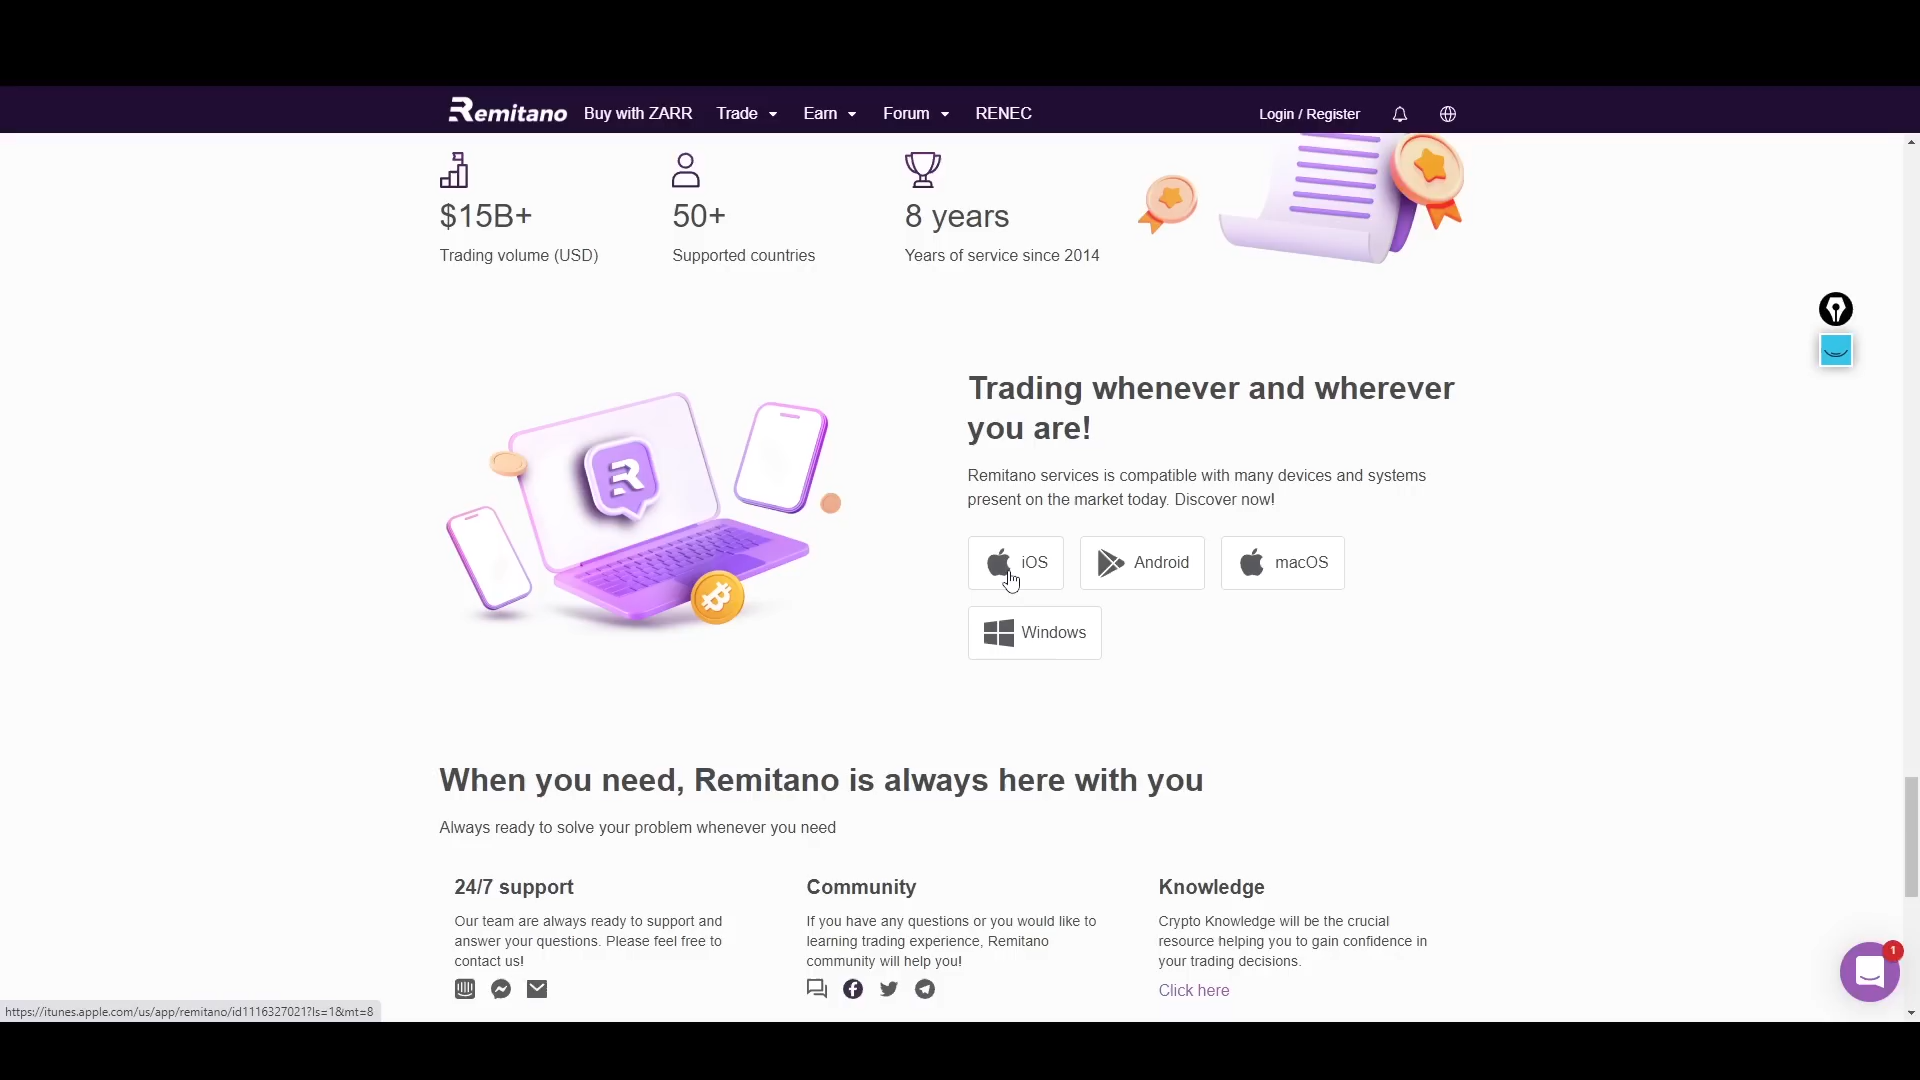 Remitano Buy with ZARR Trade Earn Forum RENEC Login / Register
$15B+ 50+ 8 years
Trading volume (USD) Supported countries Years of service since 2014
Trading whenever and wherever
you are!
Remitano services is compatible with many devices and systems
present on the market today. Discover now!
iOS Android macOS
Windows
When you need, Remitano is always here with you
Always ready to solve your problem whenever you need
24/7 support
Our team are always ready to support and
answer your questions. Please feel free to
contact us!
Community
If you have any questions or you would like to
learning trading experience, Remitano
community will help you!
Knowledge
Crypto Knowledge will be the crucial
resource helping you to gain confidence in
your trading decisions.
Click here
1
https://itunes.apple.com/us/app/remitano/id1116327021?ls=1&mt=8